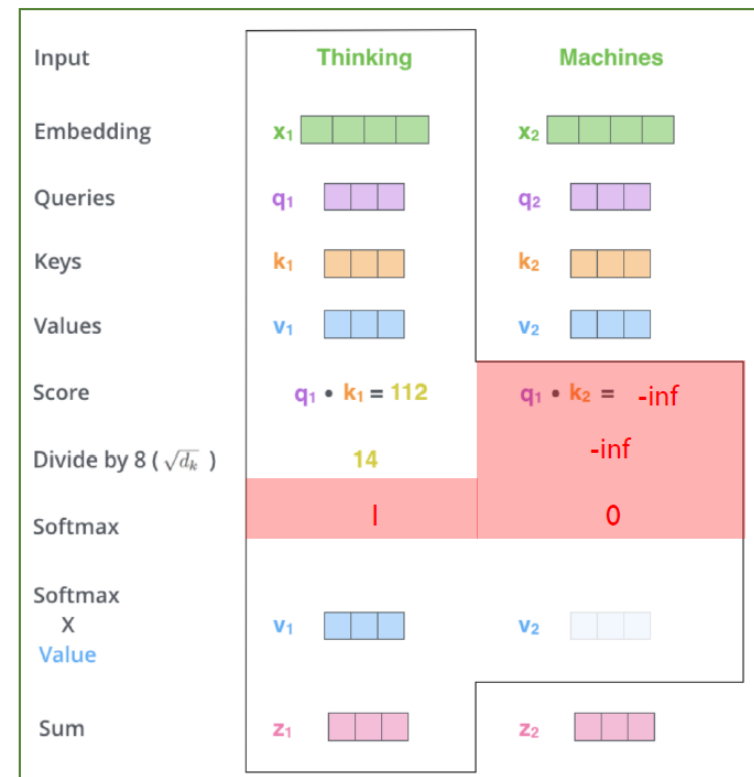 Input Thinking Machines
Embedding x₁ x₂
Queries q₁ q₂
Keys k₁ k₂
Values v₁ v₂
Score q₁ • k₁ = 112 q₁ • k₂ = -inf
Divide by 8 ( √dₖ ) 14 -inf
Softmax I 0
Softmax
X
Value v₁ v₂
Sum z₁ z₂